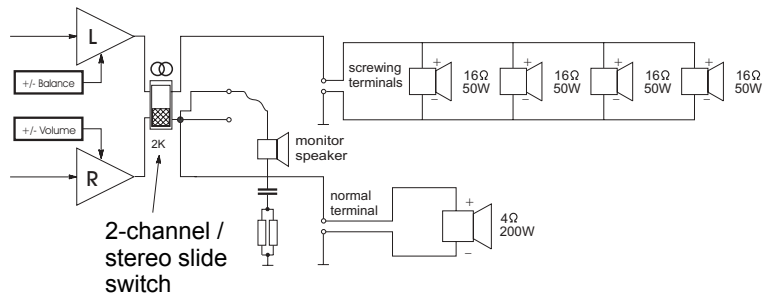 L
+/- Balance
+/- Volume
R
2K
2-channel /
stereo slide
switch
monitor
speaker
screwing
terminals
+
−
16Ω
50W
+
−
16Ω
50W
+
−
16Ω
50W
+
−
16Ω
50W
normal
terminal
+
−
4Ω
200W